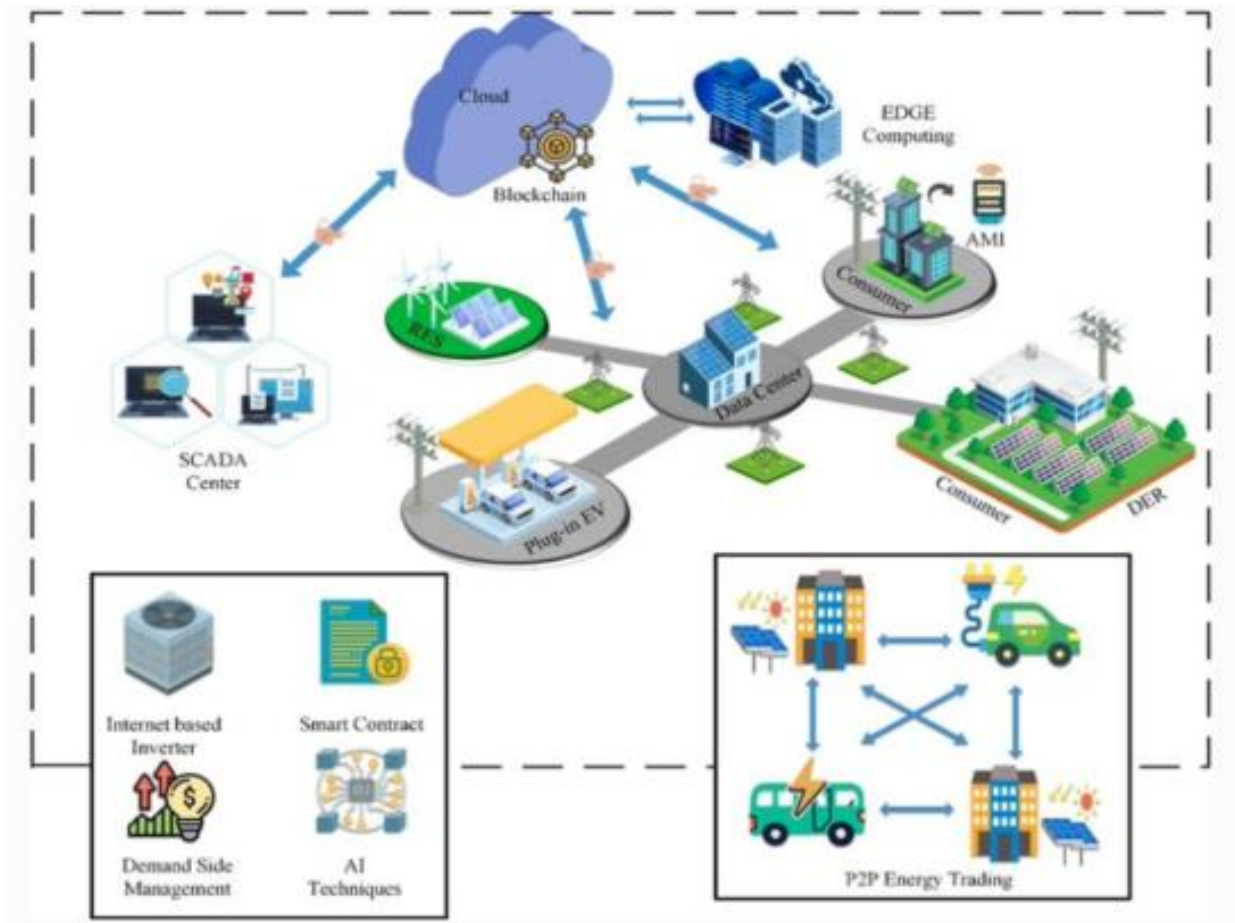 Cloud
Blockchain
EDGE
Computing
AMI
Consumer
RES
Data Center
SCADA
Center
Plug-in EV
Consumer
DER
Internet based
Inverter
Smart Contract
Demand Side
Management
AI
Techniques
P2P Energy Trading